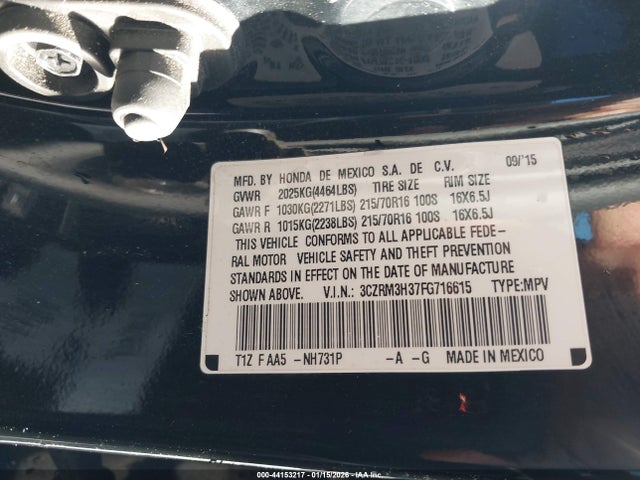 MFD. BY HONDA DE MEXICO S.A. DE C.V. 09/'15
GVWR 2025KG(4464LBS) TIRE SIZE RIM SIZE
GAWR F 1030KG(2271LBS) 215/70R16 100S 16X6.5J
GAWR R 1015KG(2238LBS) 215/70R16 100S 16X6.5J
THIS VEHICLE CONFORMS TO ALL APPLICABLE FEDE-
RAL MOTOR VEHICLE SAFETY AND THEFT PREVENTION
STANDARDS IN EFFECT ON THE DATE OF MANUFACTURE
SHOWN ABOVE. V.I.N.: 3CZRM3H37FG716615 TYPE:MPV
T1Z F AA5 -NH731P -A -G MADE IN MEXICO
000-44153217 - 01/15/2026 - IAA Inc.